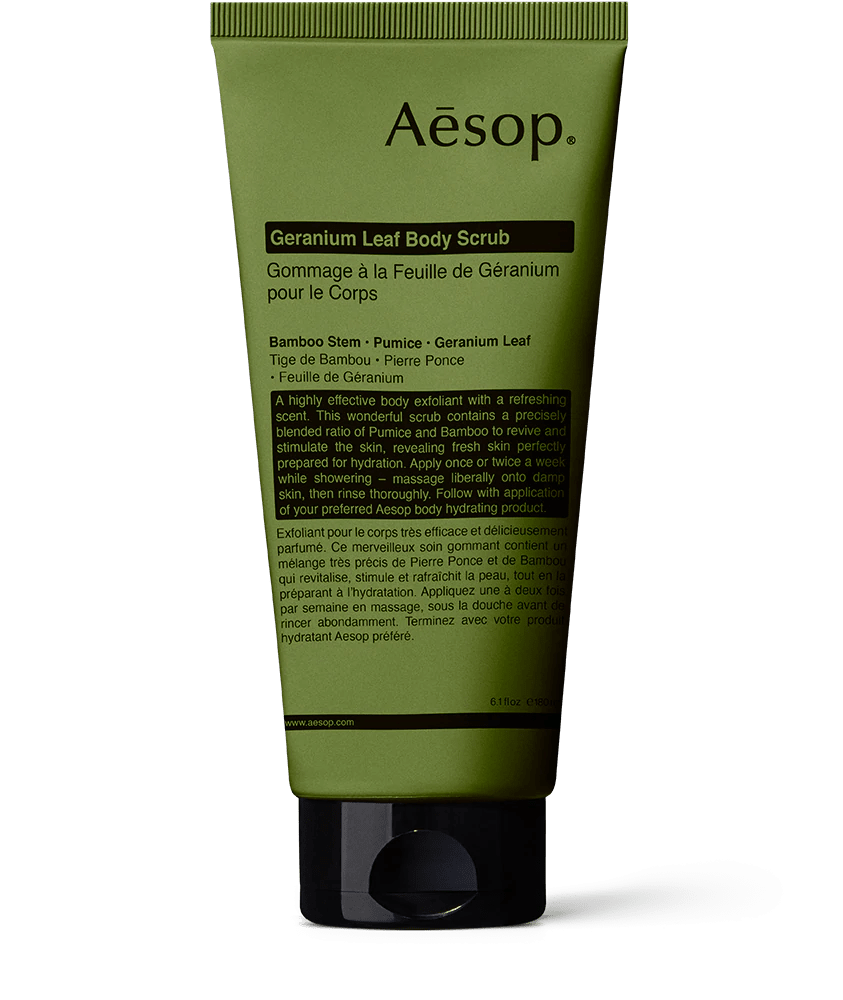 Aēsop.®
Geranium Leaf Body Scrub
Gommage à la Feuille de Géranium
pour le Corps
Bamboo Stem · Pumice · Geranium Leaf
Tige de Bambou · Pierre Ponce
· Feuille de Géranium
A highly effective body exfoliant with a refreshing
scent. This wonderful scrub contains a precisely
blended ratio of Pumice and Bamboo to revive and
stimulate the skin, revealing fresh skin perfectly
prepared for hydration. Apply once or twice a week
while showering – massage liberally onto damp
skin, then rinse thoroughly. Follow with application
of your preferred Aesop body hydrating product.
Exfoliant pour le corps très efficace et délicieusement
parfumé. Ce merveilleux soin gommant contient un
mélange très précis de Pierre Ponce et de Bambou
qui revitalise, stimule et rafraîchit la peau, tout en la
préparant à l'hydratation. Appliquez une à deux fois
par semaine en massage, sous la douche avant de
rincer abondamment. Terminez avec votre produit
hydratant Aesop préféré.
6.1 fl oz
www.aesop.com